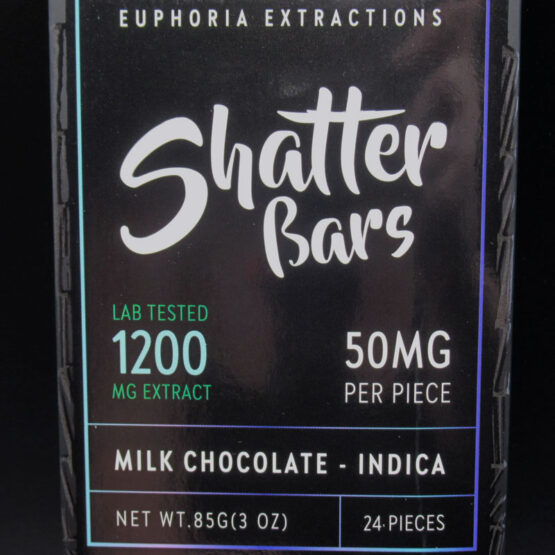 EUPHORIA EXTRACTIONS
Shatter
Bars
LAB TESTED
1200
MG EXTRACT
50MG
PER PIECE
MILK CHOCOLATE - INDICA
NET WT.85G(3 OZ)
24·PIECES